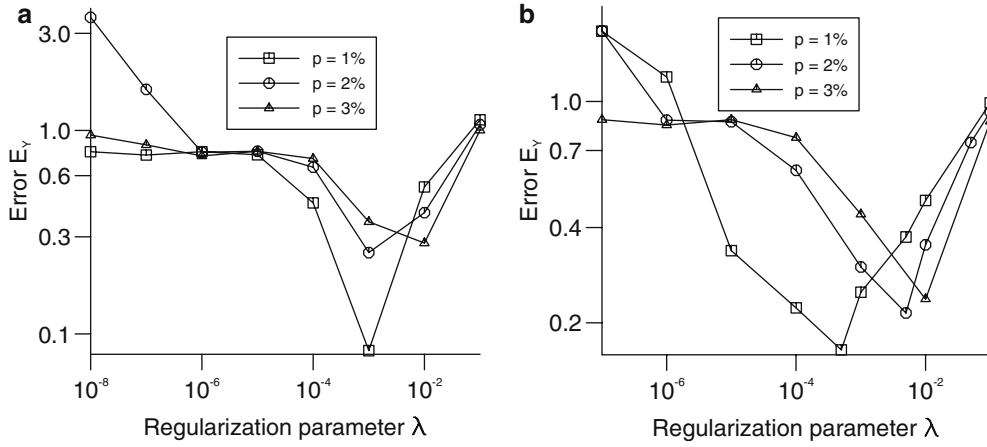 a
3.0
1.0
0.6
0.3
0.1
Error Eγ
p = 1%
p = 2%
p = 3%
10⁻⁸
10⁻⁶
10⁻⁴
10⁻²
Regularization parameter λ
b
1.0
0.7
0.4
0.2
Error Eγ
p = 1%
p = 2%
p = 3%
10⁻⁶
10⁻⁴
10⁻²
Regularization parameter λ